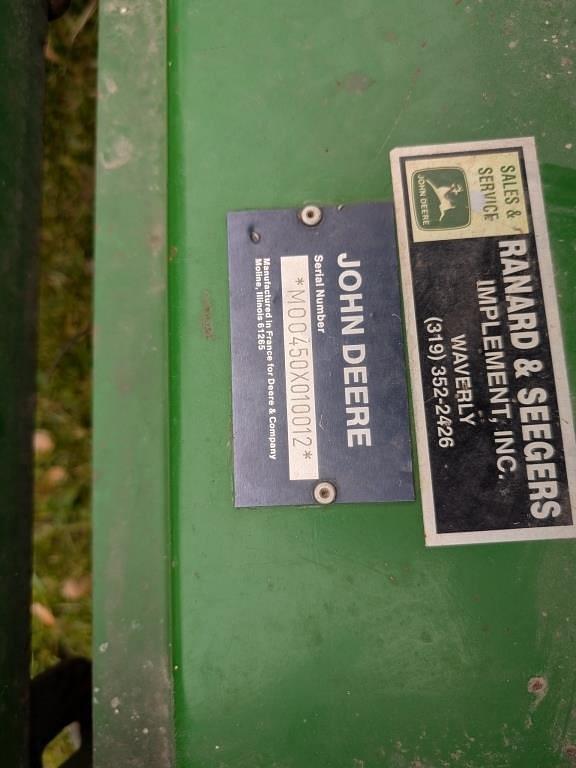 JOHN DEERE
Serial Number
*M00450X010012*
Manufactured in France for Deere & Company
Moline, Illinois 61265
JOHN DEERE
SALES &
SERVICE
RANARD & SEEGERS
IMPLEMENT, INC.
WAVERLY
(319) 352-2426